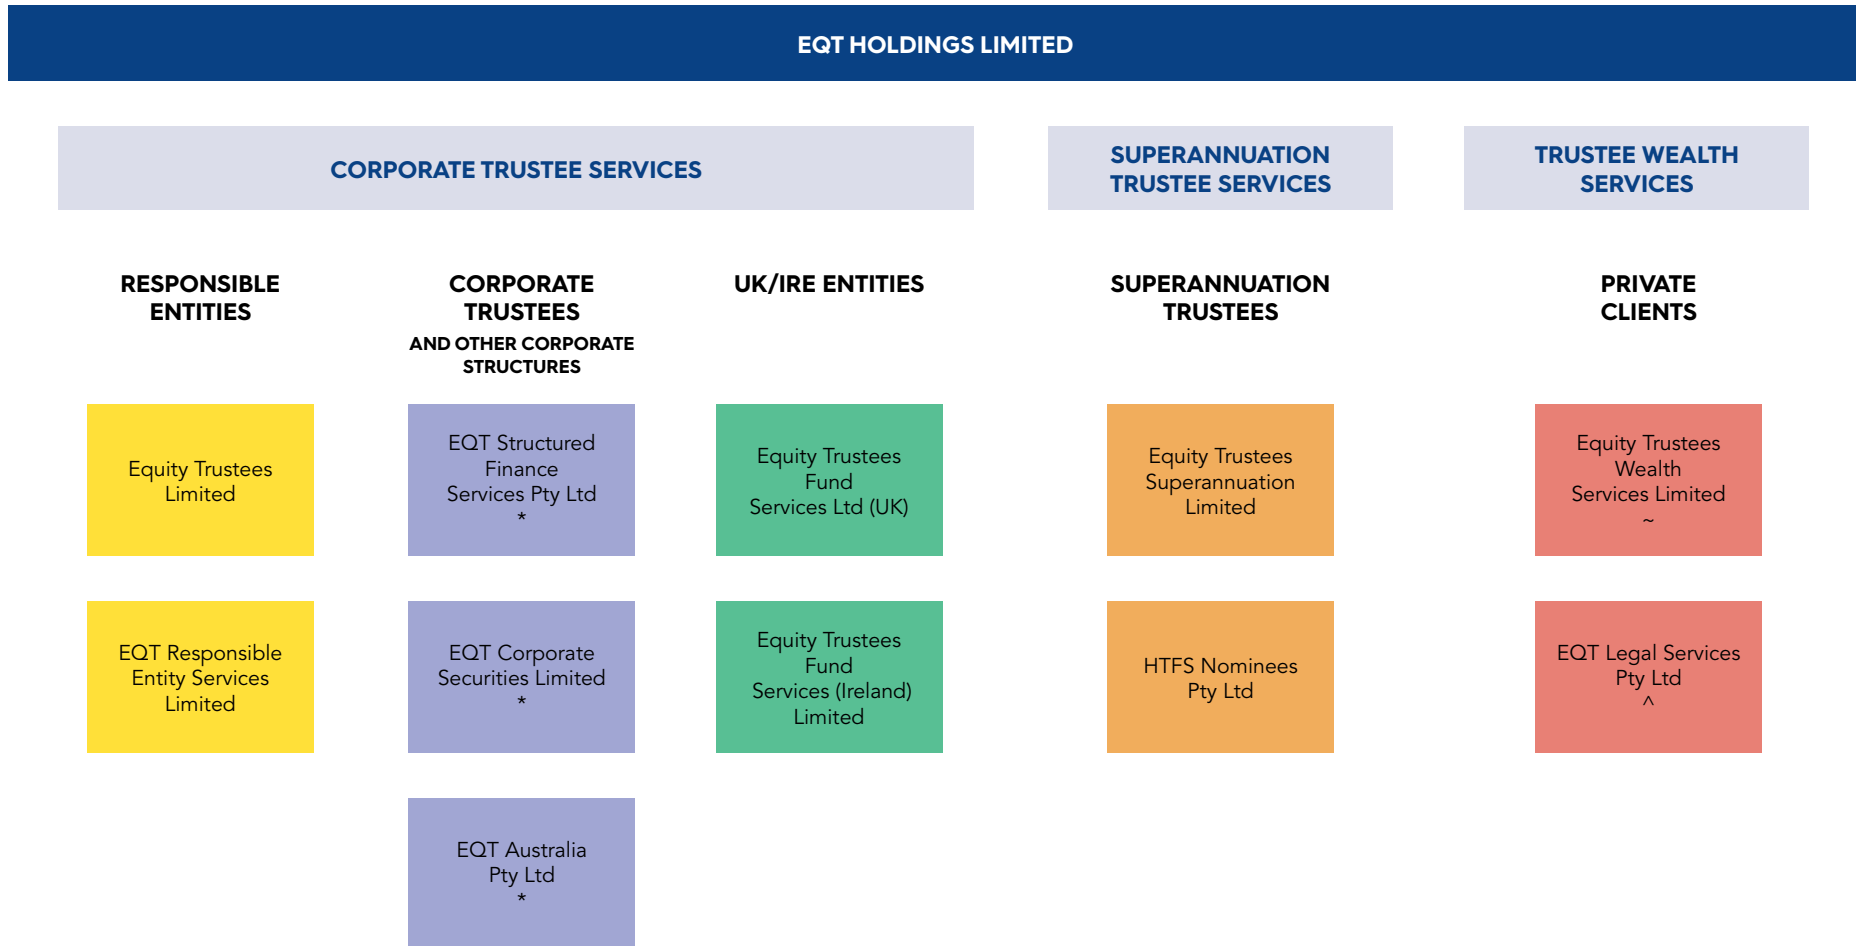 EQT HOLDINGS LIMITED
CORPORATE TRUSTEE SERVICES
SUPERANNUATION
TRUSTEE SERVICES
TRUSTEE WEALTH
SERVICES
RESPONSIBLE
ENTITIES
CORPORATE
TRUSTEES
AND OTHER CORPORATE
STRUCTURES
UK/IRE ENTITIES
SUPERANNUATION
TRUSTEES
PRIVATE
CLIENTS
Equity Trustees
Limited
EQT Structured
Finance
Services Pty Ltd
*
Equity Trustees
Fund
Services Ltd (UK)
Equity Trustees
Superannuation
Limited
Equity Trustees
Wealth
Services Limited
~
EQT Responsible
Entity Services
Limited
EQT Corporate
Securities Limited
*
Equity Trustees
Fund
Services (Ireland)
Limited
HTFS Nominees
Pty Ltd
EQT Legal Services
Pty Ltd
^
EQT Australia
Pty Ltd
*